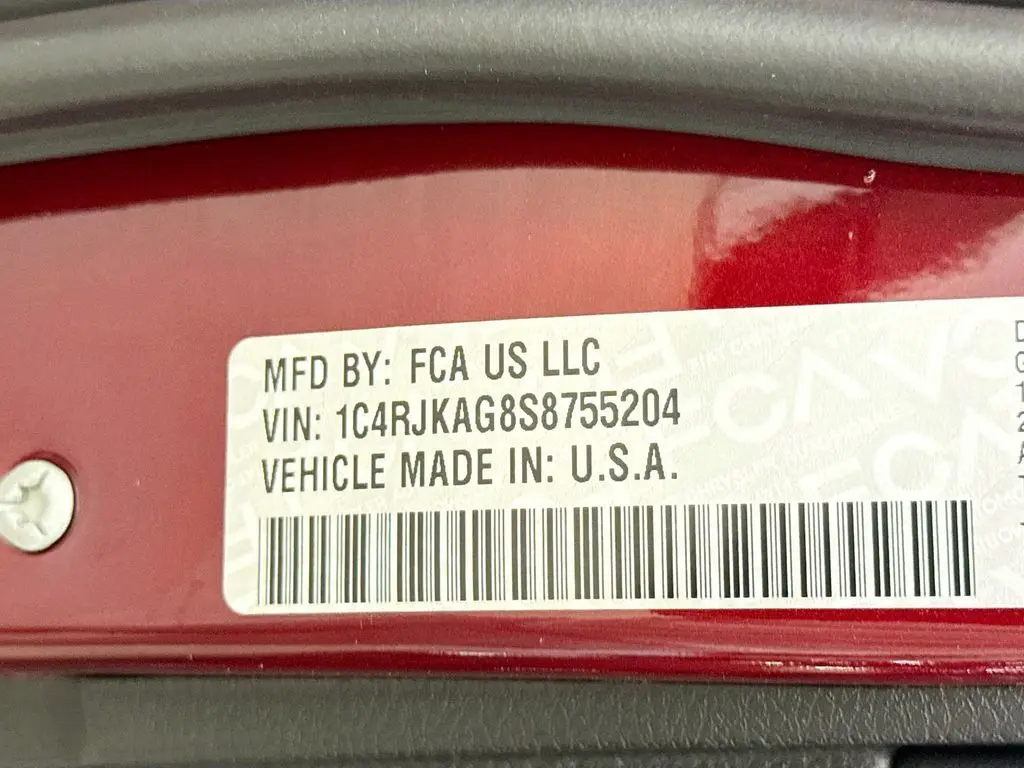 MFD BY: FCA US LLC
VIN: 1C4RJKAG8S8755204
VEHICLE MADE IN: U.S.A.